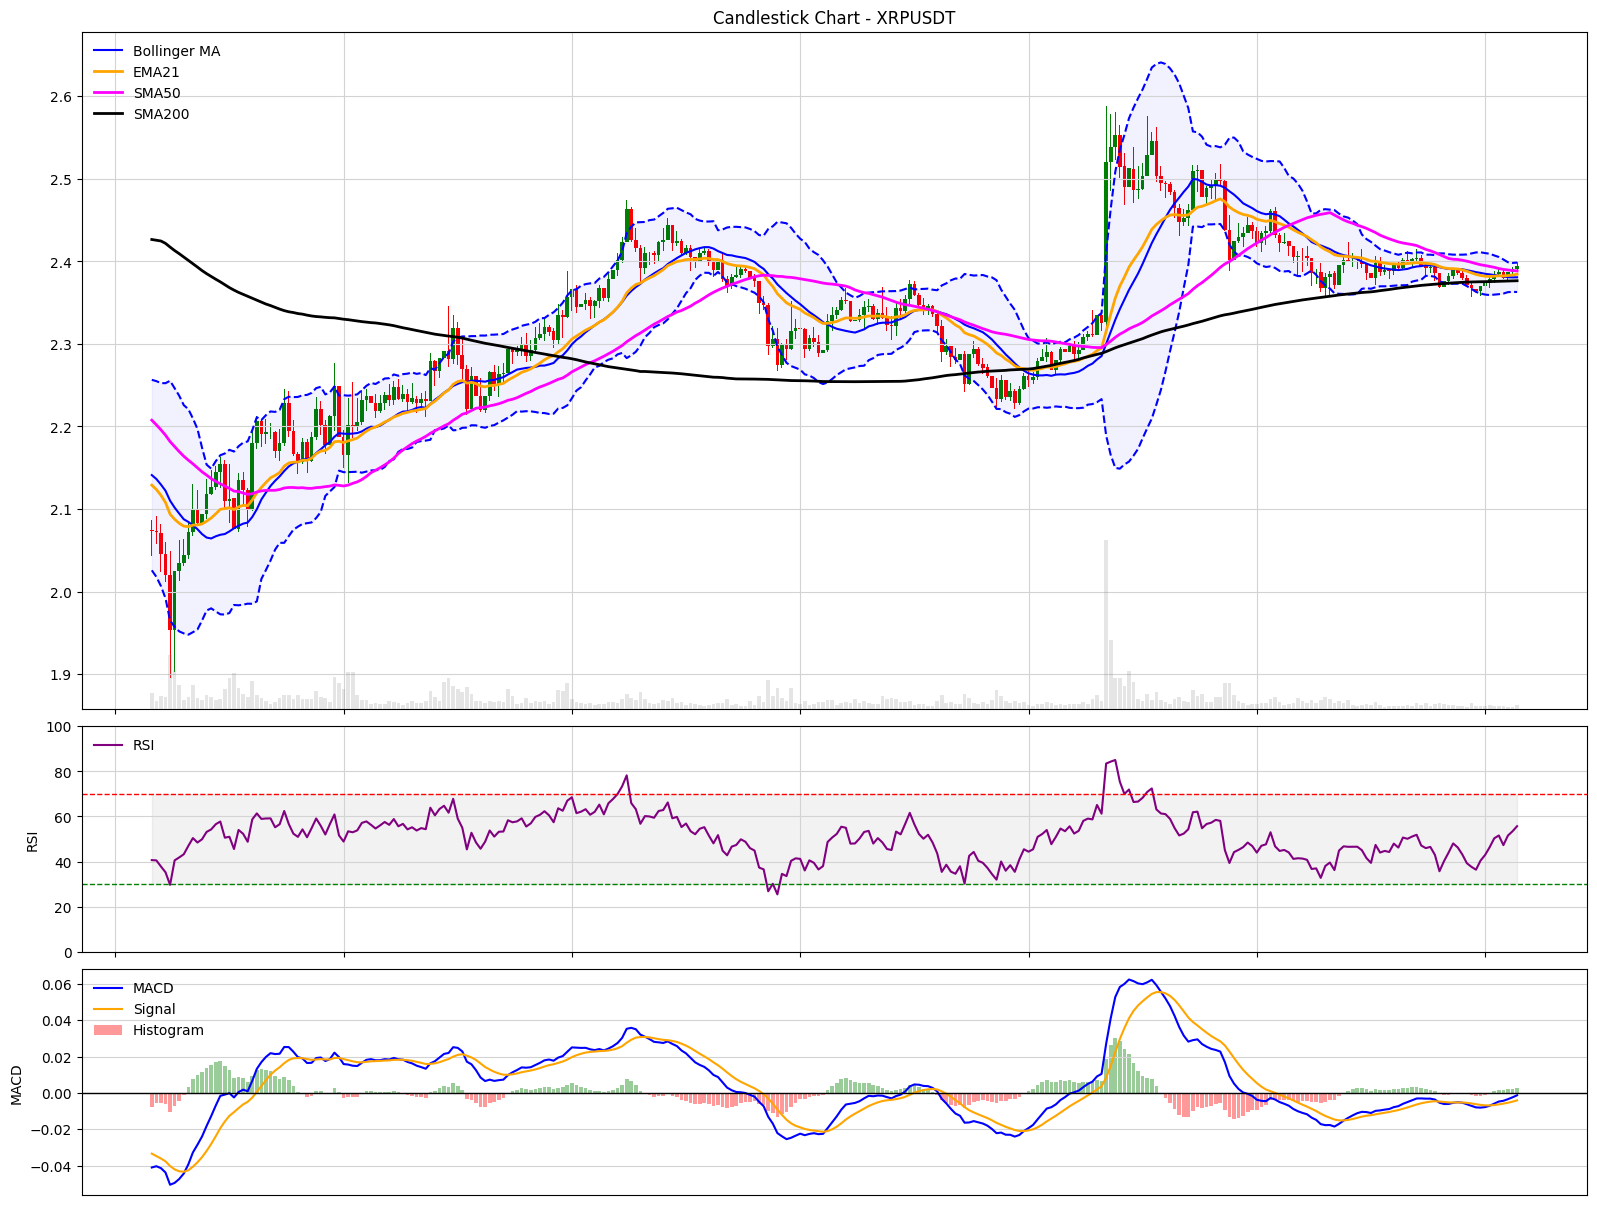 Candlestick Chart - XRPUSDT
Bollinger MA
EMA21
SMA50
SMA200
2.6
2.5
2.4
2.3
2.2
2.1
2.0
1.9
RSI
RSI
100
80
60
40
20
0
MACD
Signal
Histogram
MACD
0.06
0.04
0.02
0.00
−0.02
−0.04